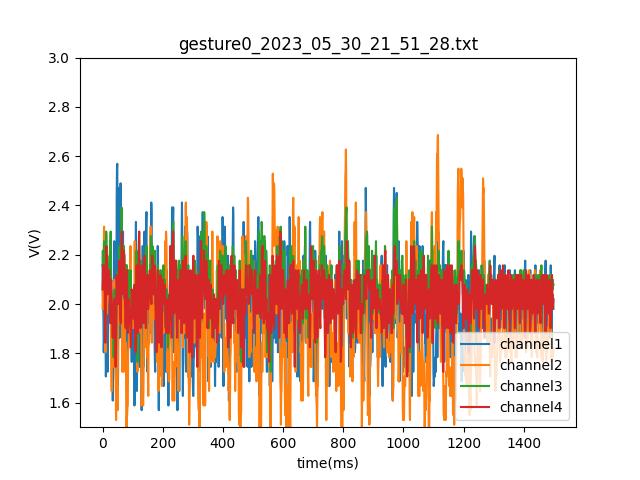 gesture0_2023_05_30_21_51_28.txt
3.0
2.8
2.6
2.4
2.2
2.0
1.8
1.6
V(V)
channel1
channel2
channel3
channel4
0 200 400 600 800 1000 1200 1400
time(ms)